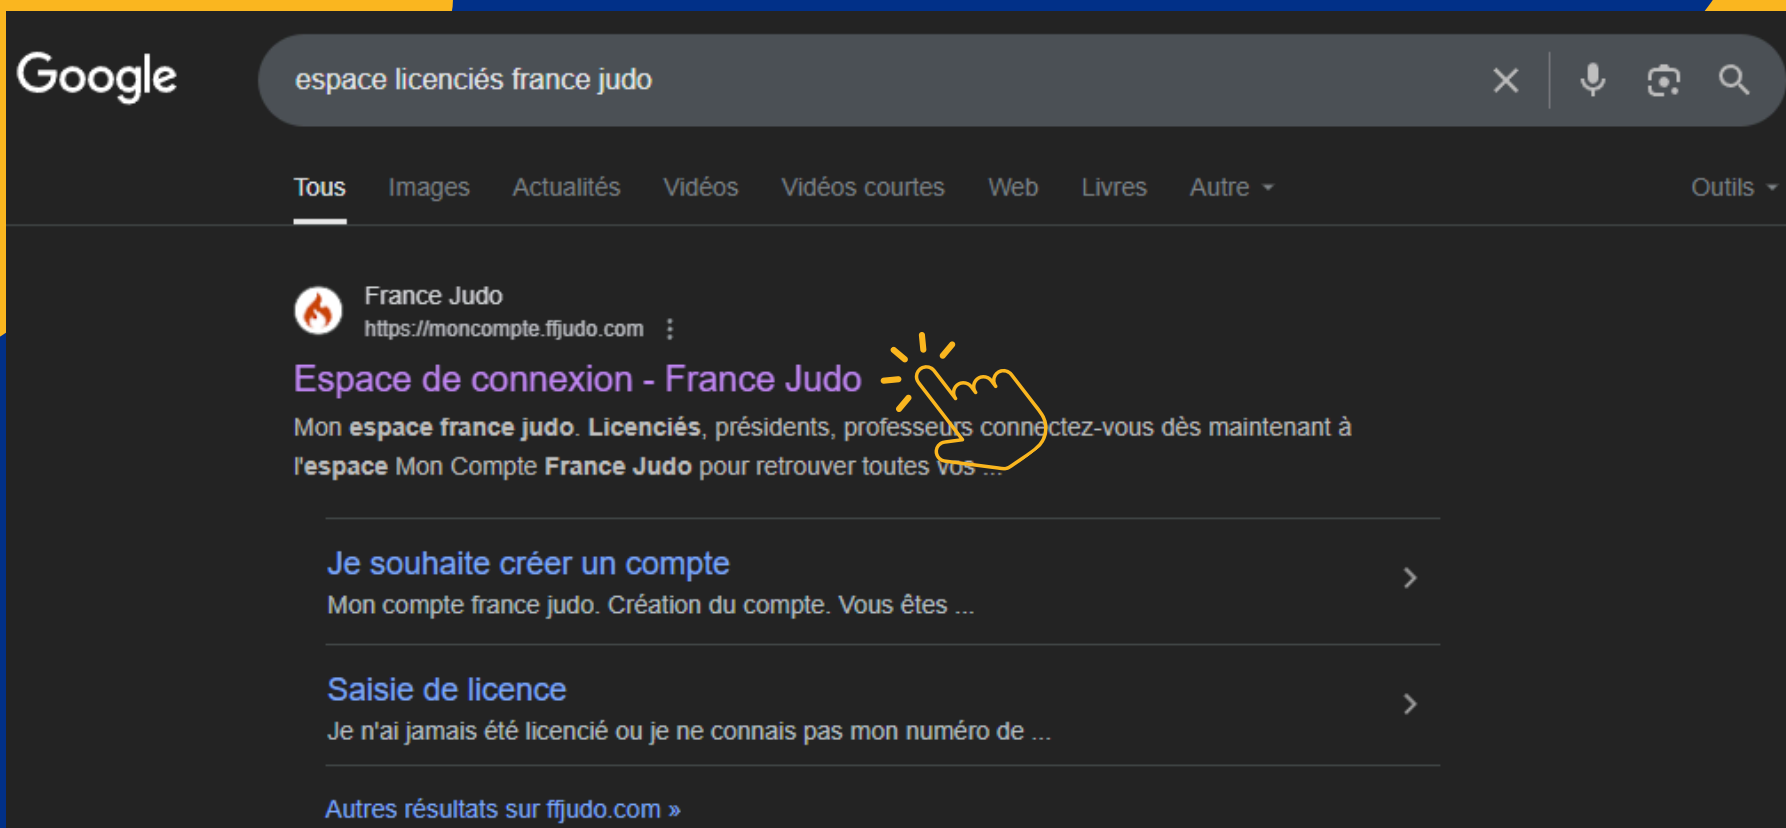 Google
espace licenciés france judo
Tous Images Actualités Vidéos Vidéos courtes Web Livres Autre Outils
France Judo
https://moncompte.ffjudo.com
Espace de connexion - France Judo
Mon espace france judo. Licenciés, présidents, professeurs connectez-vous dès maintenant à
l'espace Mon Compte France Judo pour retrouver toutes vos ...
Je souhaite créer un compte
Mon compte france judo. Création du compte. Vous êtes ...
Saisie de licence
Je n'ai jamais été licencié ou je ne connais pas mon numéro de ...
Autres résultats sur ffjudo.com »